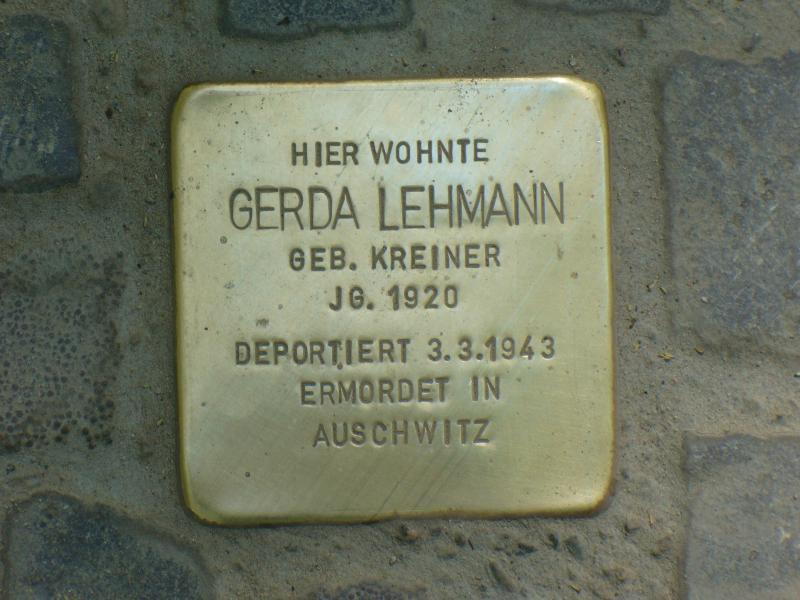 HIER WOHNTE
GERDA LEHMANN
GEB. KREINER
JG. 1920
DEPORTIERT 3.3.1943
ERMORDET IN
AUSCHWITZ